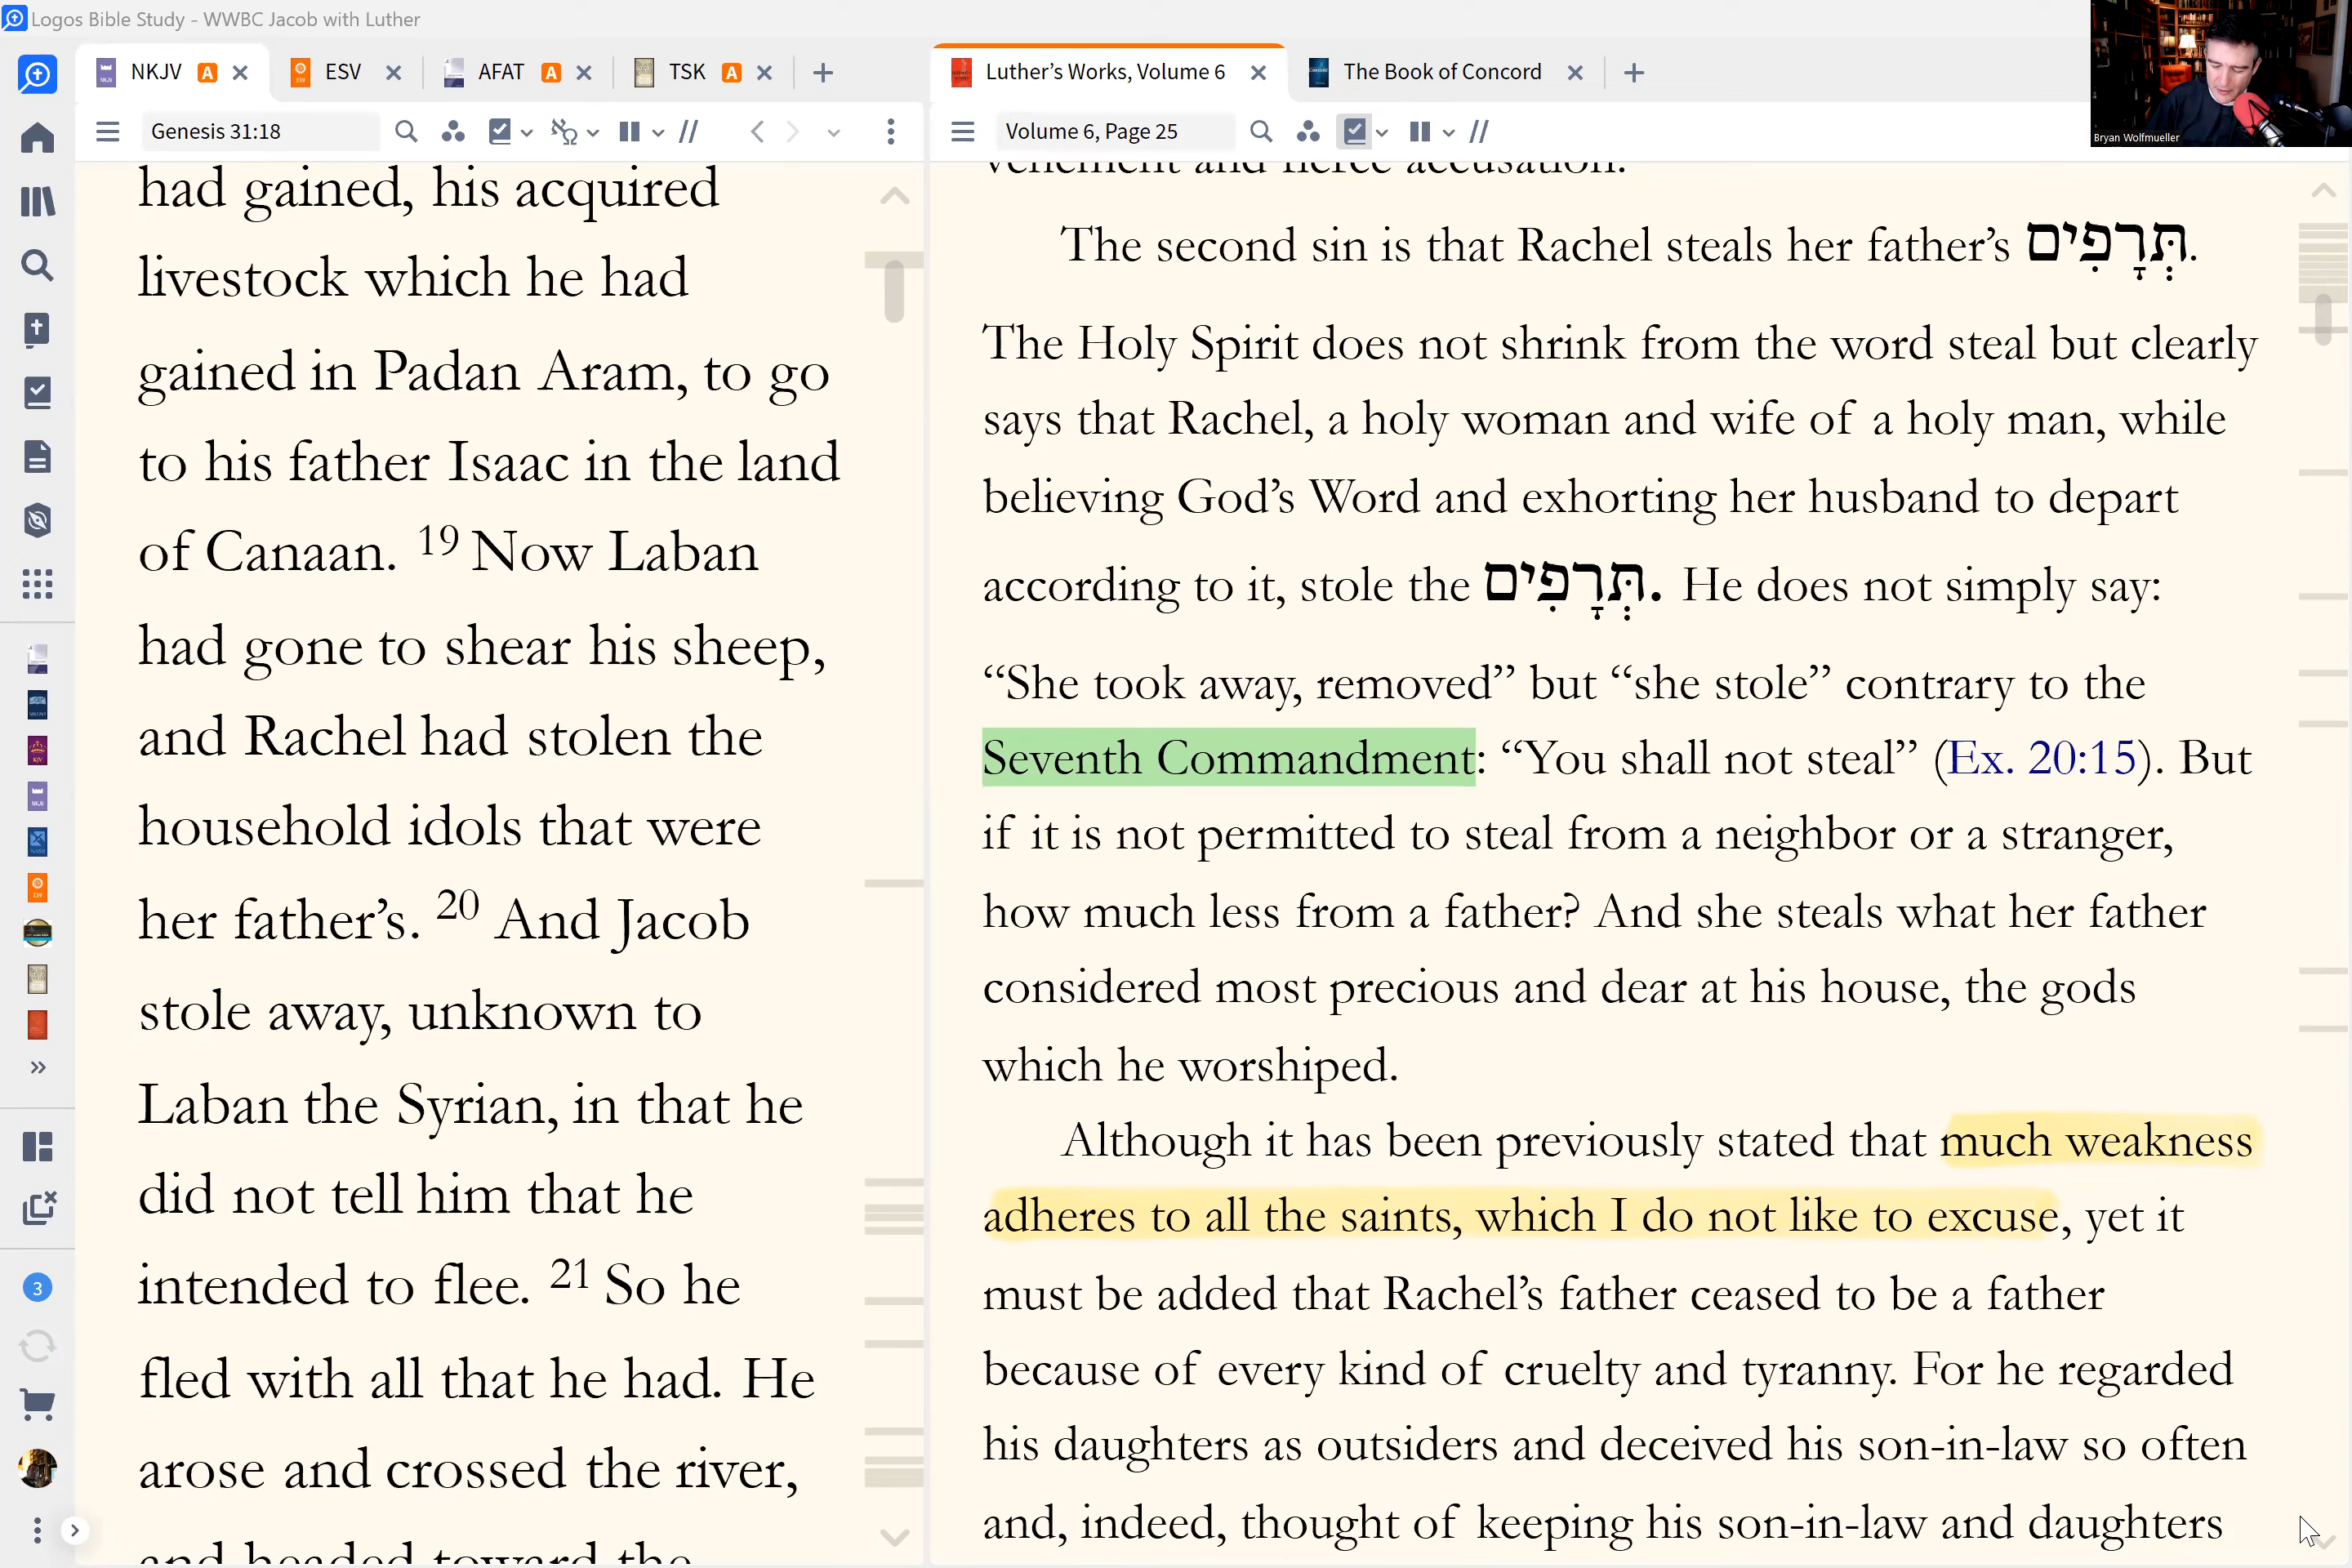 Logos Bible Study - WWBC Jacob with Luther
NKJV A
ESV
AFAT A
TSK A
Luther's Works, Volume 6
The Book of Concord
Genesis 31:18
Volume 6, Page 25
Bryan Wolfmueller
had gained, his acquired
livestock which he had
gained in Padan Aram, to go
to his father Isaac in the land
of Canaan. 19 Now Laban
had gone to shear his sheep,
and Rachel had stolen the
household idols that were
her father's. 20 And Jacob
stole away, unknown to
Laban the Syrian, in that he
did not tell him that he
intended to flee. 21 So he
fled with all that he had. He
arose and crossed the river,
and headed toward the
vehement and fierce accusation.
The second sin is that Rachel steals her father's תְּרָפִים.
The Holy Spirit does not shrink from the word steal but clearly
says that Rachel, a holy woman and wife of a holy man, while
believing God's Word and exhorting her husband to depart
according to it, stole the תְּרָפִים. He does not simply say:
“She took away, removed” but “she stole” contrary to the
Seventh Commandment: “You shall not steal” (Ex. 20:15). But
if it is not permitted to steal from a neighbor or a stranger,
how much less from a father? And she steals what her father
considered most precious and dear at his house, the gods
which he worshiped.
Although it has been previously stated that much weakness
adheres to all the saints, which I do not like to excuse, yet it
must be added that Rachel's father ceased to be a father
because of every kind of cruelty and tyranny. For he regarded
his daughters as outsiders and deceived his son-in-law so often
and, indeed, thought of keeping his son-in-law and daughters
3